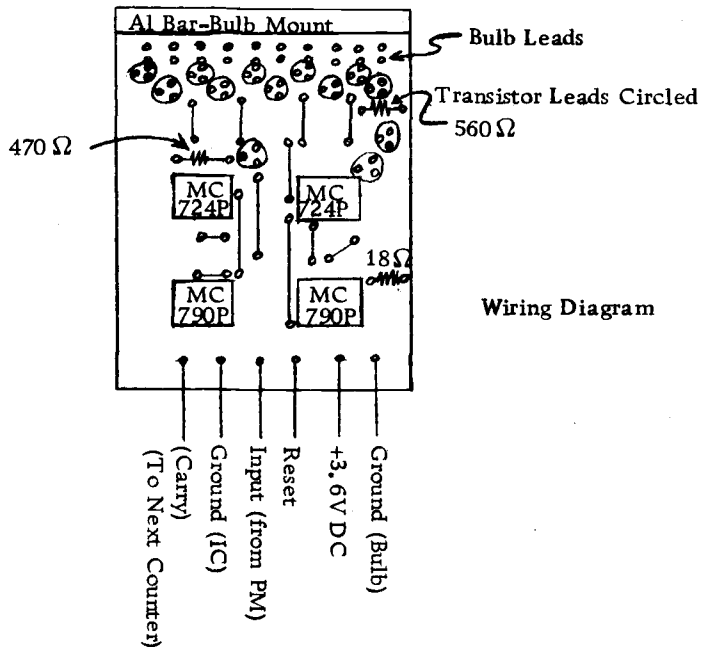 Al Bar-Bulb Mount
Bulb Leads
Transistor Leads Circled
560 Ω
470 Ω
MC
724P
MC
724P
18Ω
MC
790P
MC
790P
Wiring Diagram
(Carry)
(To Next Counter)
Ground (IC)
Input (from PM)
Reset
+3.6V DC
Ground (Bulb)